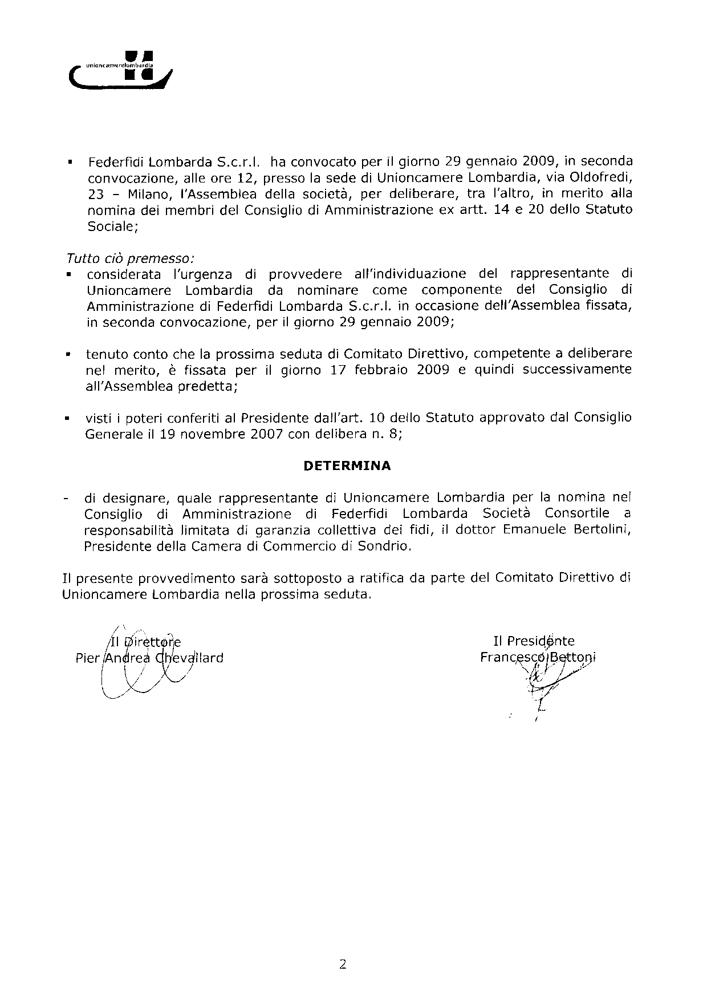 unioncamerelombardia
▪ Federfidi Lombarda S.c.r.l. ha convocato per il giorno 29 gennaio 2009, in seconda
convocazione, alle ore 12, presso la sede di Unioncamere Lombardia, via Oldofredi,
23 – Milano, l'Assemblea della società, per deliberare, tra l'altro, in merito alla
nomina dei membri del Consiglio di Amministrazione ex artt. 14 e 20 dello Statuto
Sociale;
Tutto ciò premesso:
▪ considerata l'urgenza di provvedere all'individuazione del rappresentante di
Unioncamere Lombardia da nominare come componente del Consiglio di
Amministrazione di Federfidi Lombarda S.c.r.l. in occasione dell'Assemblea fissata,
in seconda convocazione, per il giorno 29 gennaio 2009;
▪ tenuto conto che la prossima seduta di Comitato Direttivo, competente a deliberare
nel merito, è fissata per il giorno 17 febbraio 2009 e quindi successivamente
all'Assemblea predetta;
▪ visti i poteri conferiti al Presidente dall'art. 10 dello Statuto approvato dal Consiglio
Generale il 19 novembre 2007 con delibera n. 8;
DETERMINA
- di designare, quale rappresentante di Unioncamere Lombardia per la nomina nel
Consiglio di Amministrazione di Federfidi Lombarda Società Consortile a
responsabilità limitata di garanzia collettiva dei fidi, il dottor Emanuele Bertolini,
Presidente della Camera di Commercio di Sondrio.
Il presente provvedimento sarà sottoposto a ratifica da parte del Comitato Direttivo di
Unioncamere Lombardia nella prossima seduta.
Il Direttore Il Presidente
Pier Andrea Chevallard Francesco Bettoni
2